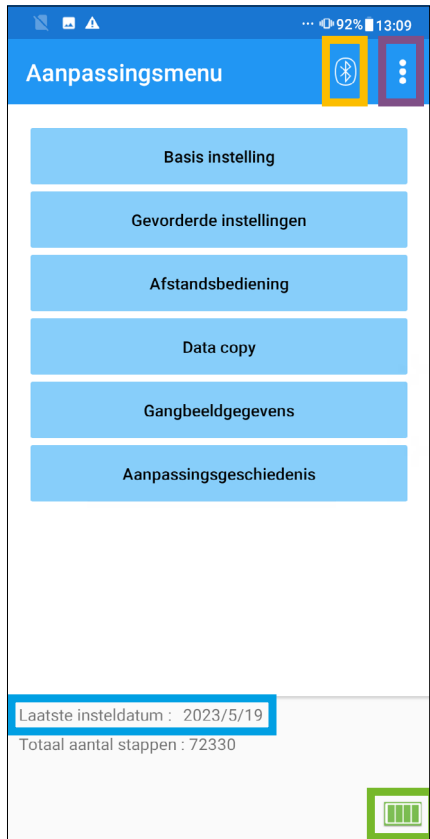 ··· 92% 13:09
Aanpassingsmenu
Basis instelling
Gevorderde instellingen
Afstandsbediening
Data copy
Gangbeeldgegevens
Aanpassingsgeschiedenis
Laatste insteldatum : 2023/5/19
Totaal aantal stappen : 72330